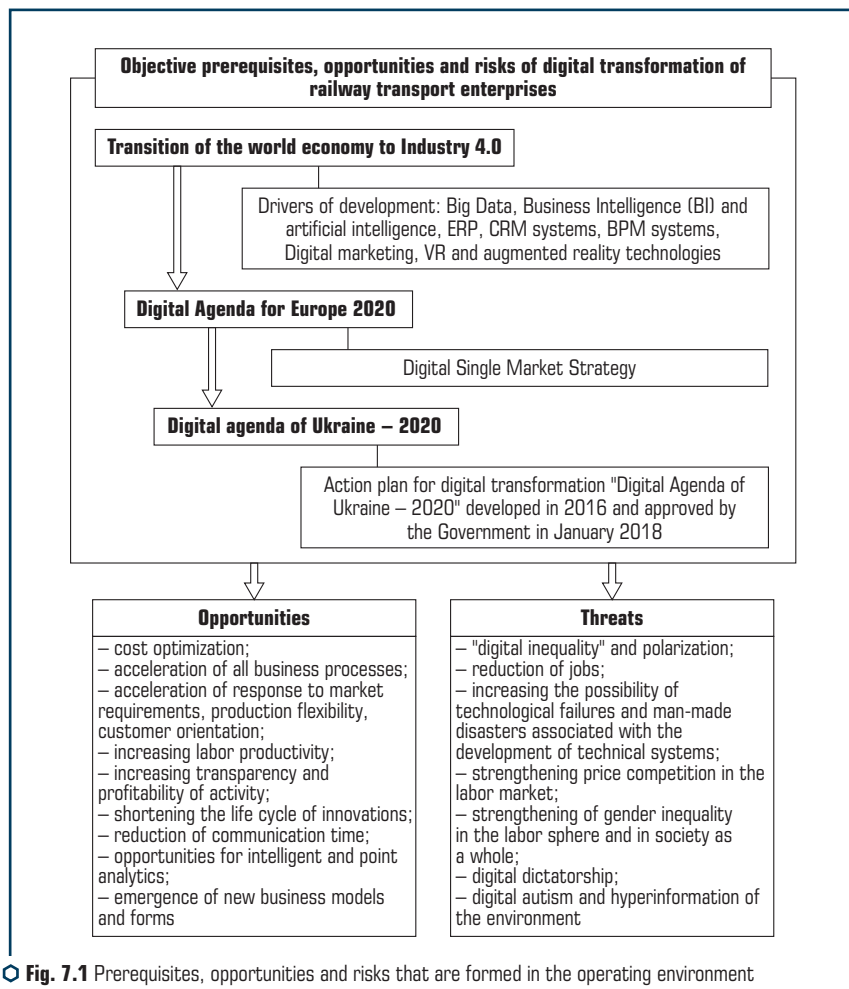 Objective prerequisites, opportunities and risks of digital transformation of
railway transport enterprises
Transition of the world economy to Industry 4.0
Drivers of development: Big Data, Business Intelligence (BI) and
artificial intelligence, ERP, CRM systems, BPM systems,
Digital marketing, VR and augmented reality technologies
Digital Agenda for Europe 2020
Digital Single Market Strategy
Digital agenda of Ukraine – 2020
Action plan for digital transformation "Digital Agenda of
Ukraine – 2020" developed in 2016 and approved by
the Government in January 2018
Opportunities
– cost optimization;
– acceleration of all business processes;
– acceleration of response to market
requirements, production flexibility,
customer orientation;
– increasing labor productivity;
– increasing transparency and
profitability of activity;
– shortening the life cycle of innovations;
– reduction of communication time;
– opportunities for intelligent and point
analytics;
– emergence of new business models
and forms
Threats
– "digital inequality" and polarization;
– reduction of jobs;
– increasing the possibility of
technological failures and man-made
disasters associated with the
development of technical systems;
– strengthening price competition in the
labor market;
– strengthening of gender inequality
in the labor sphere and in society as
a whole;
– digital dictatorship;
– digital autism and hyperinformation of
the environment
Fig. 7.1 Prerequisites, opportunities and risks that are formed in the operating environment